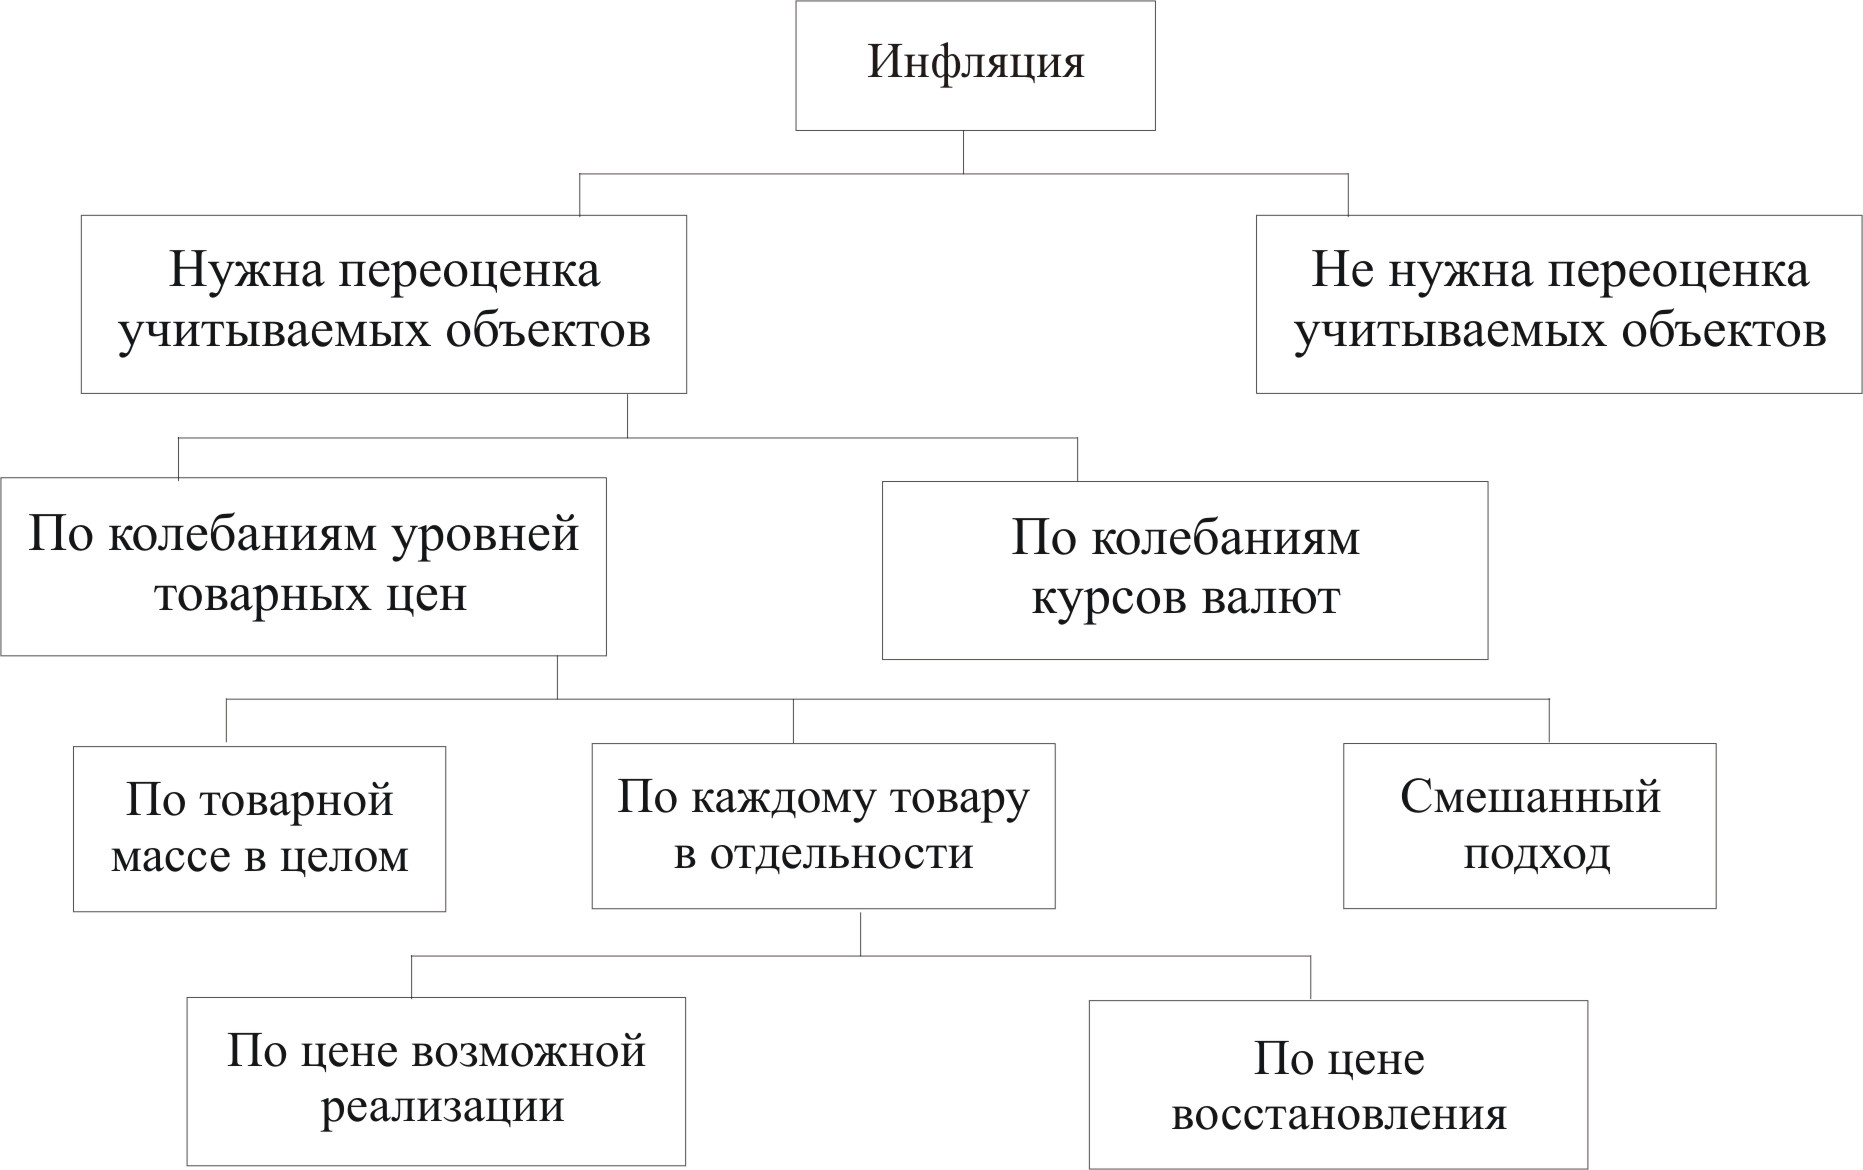 Инфляция
Нужна переоценка
учитываемых объектов
Не нужна переоценка
учитываемых объектов
По колебаниям уровней
товарных цен
По колебаниям
курсов валют
По товарной
массе в целом
По каждому товару
в отдельности
Смешанный
подход
По цене возможной
реализации
По цене
восстановления